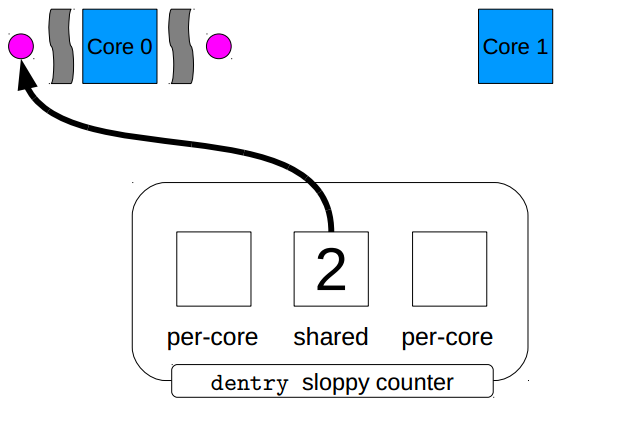 Core 0
Core 1
2
per-core
shared
per-core
dentry sloppy counter